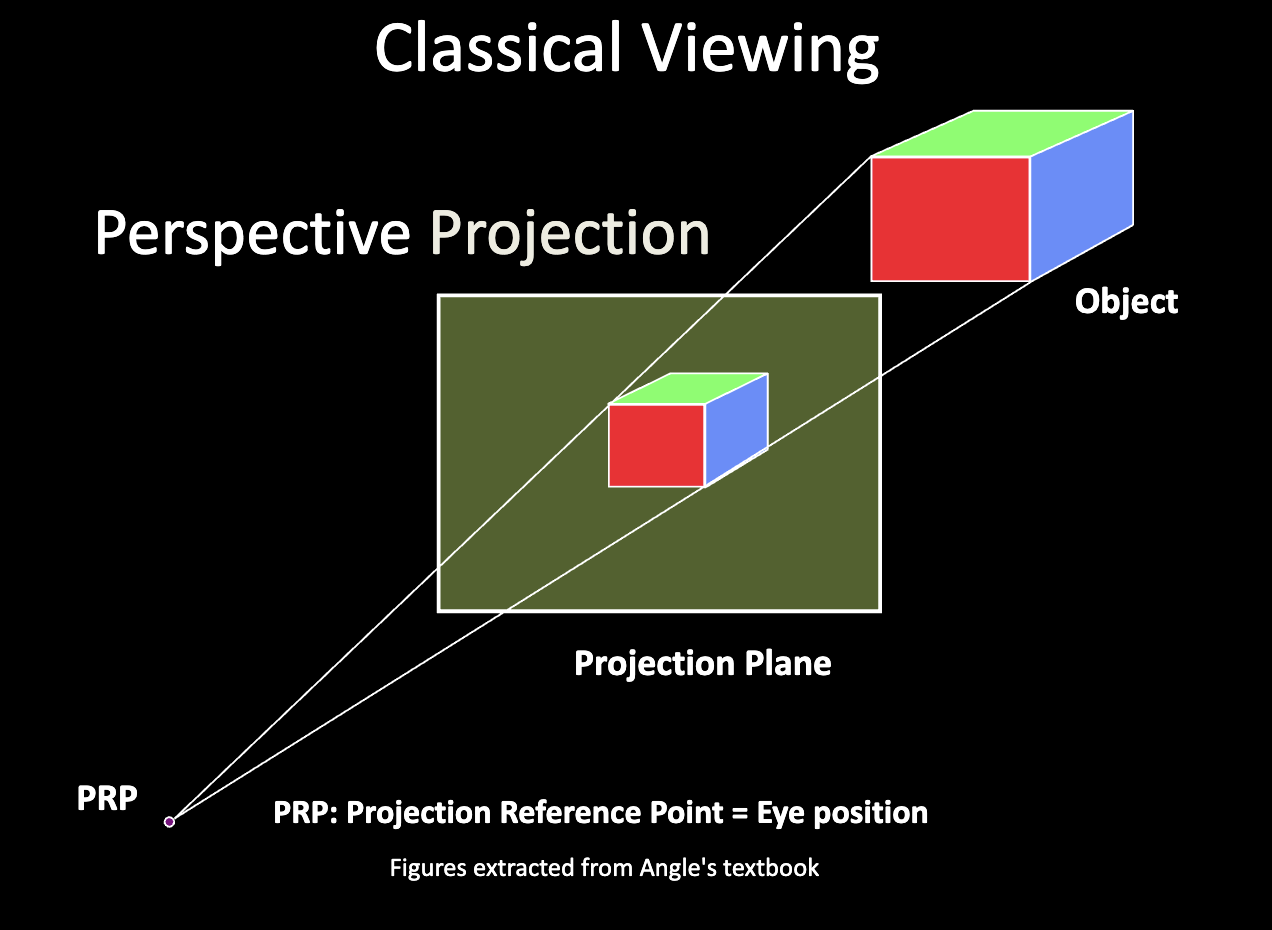 Classical Viewing
Perspective Projection
Object
Projection Plane
PRP
PRP: Projection Reference Point = Eye position
Figures extracted from Angle's textbook